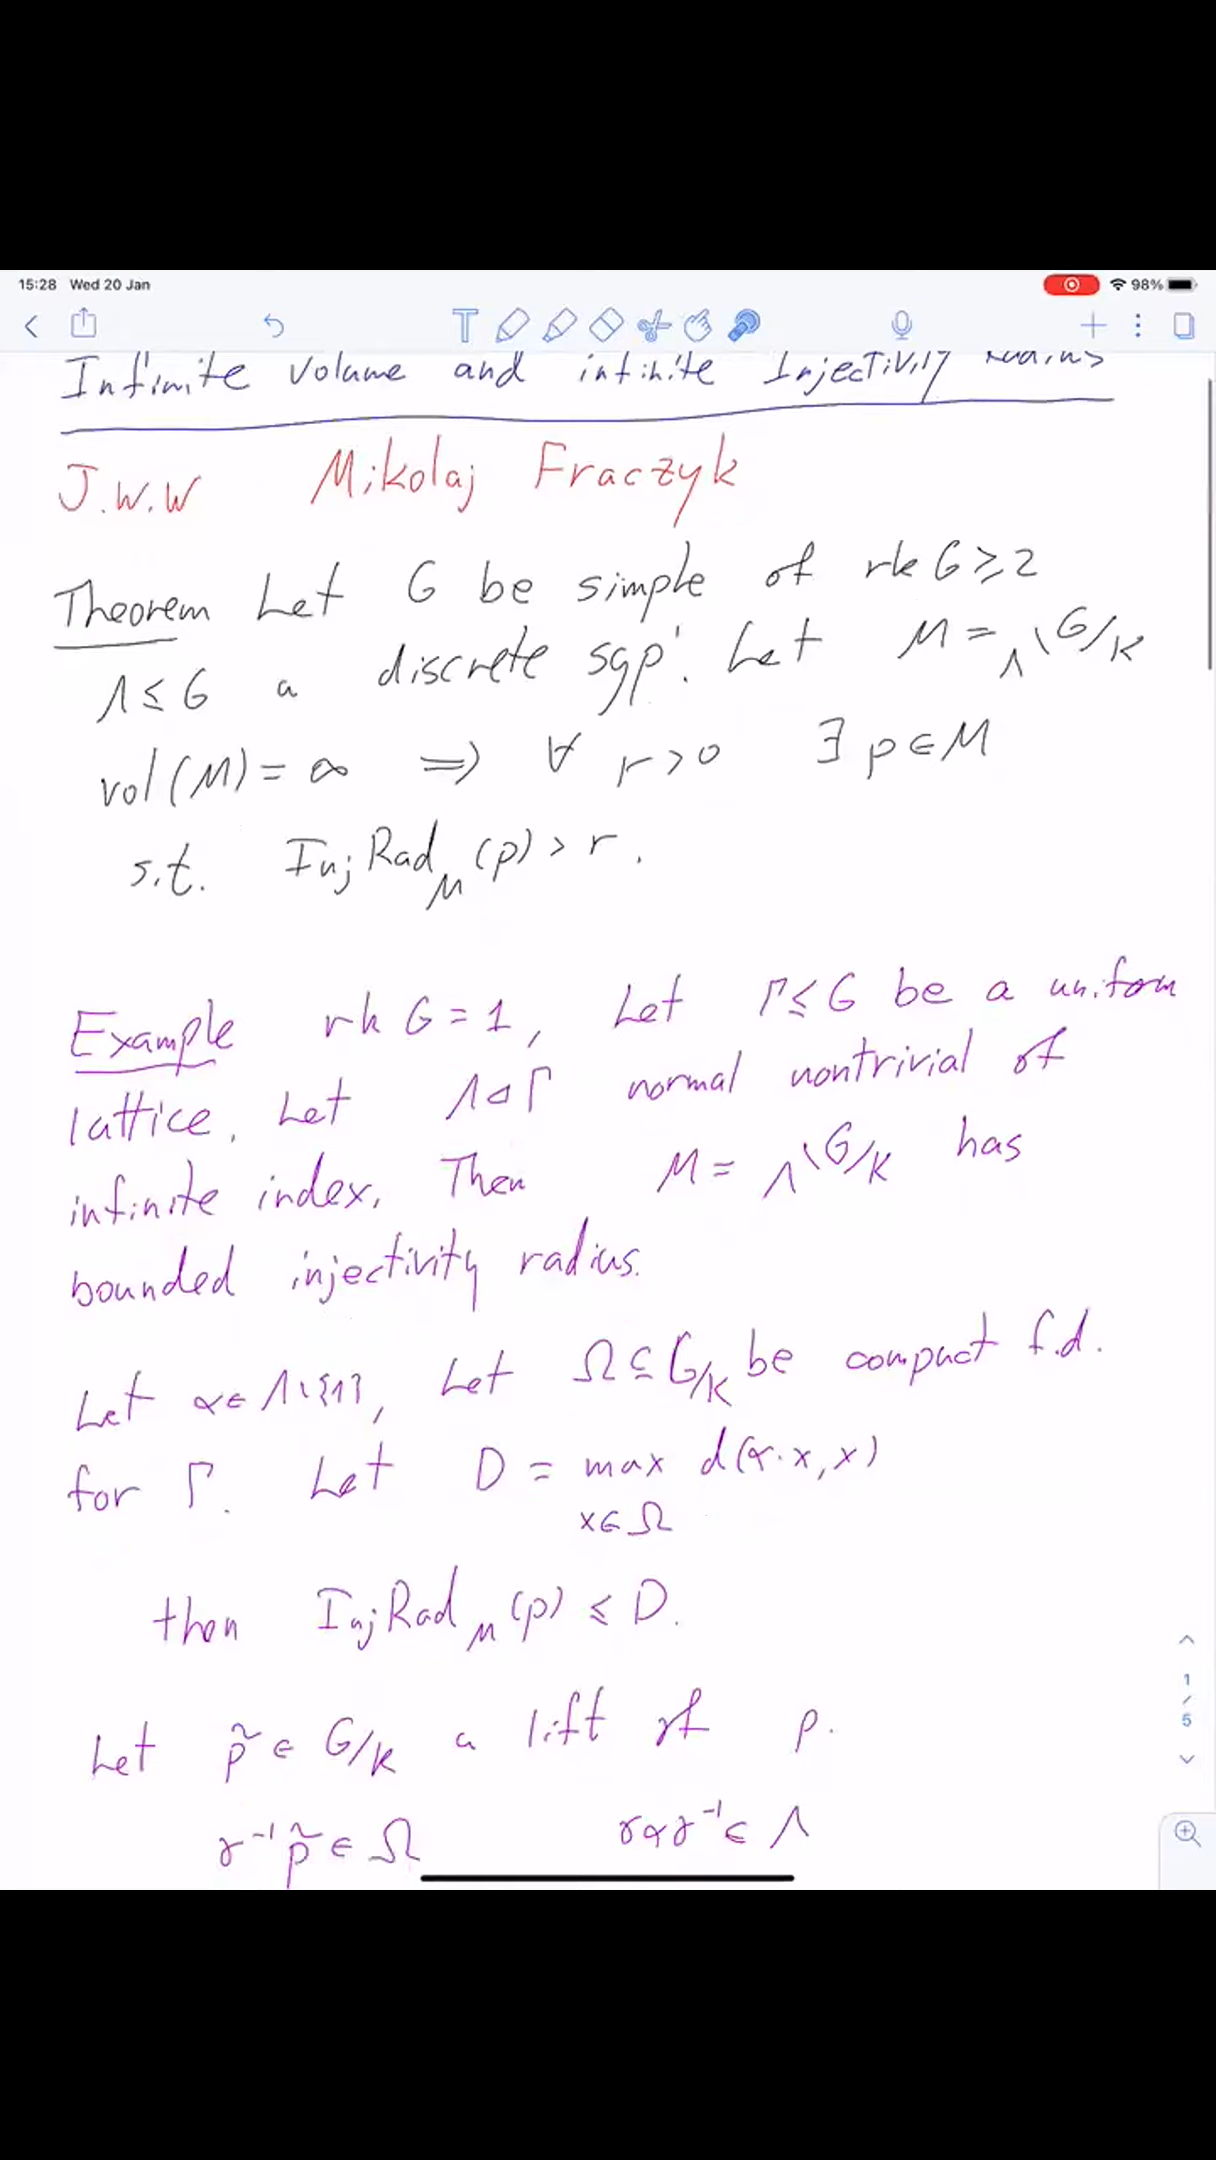 15:28 Wed 20 Jan
98%
Infinite Volume and infinite Injectivity radius
J.W.W Mikolaj Fraczyk
Theorem Let G be simple of rk G ≥ 2
Λ ≤ G a discrete sgp. Let M = Λ\G/K
vol(M) = ∞ ⟹ ∀ r > 0 ∃ p ∈ M
s.t. InjRad_M (p) > r.
Example rk G = 1, Let Γ ≤ G be a uniform
lattice. Let Λ ◁ Γ normal nontrivial of
infinite index. Then M = Λ\G/K has
bounded injectivity radius.
Let α ∈ Λ\{1}, Let Ω ⊆ G/K be compact f.d.
for Γ. Let D = max d(α·x, x)
x ∈ Ω
then InjRad_M (p) ≤ D.
Let p̃ ∈ G/K a lift of p.
γ⁻¹ p̃ ∈ Ω γαγ⁻¹ ∈ Λ
1
/
5